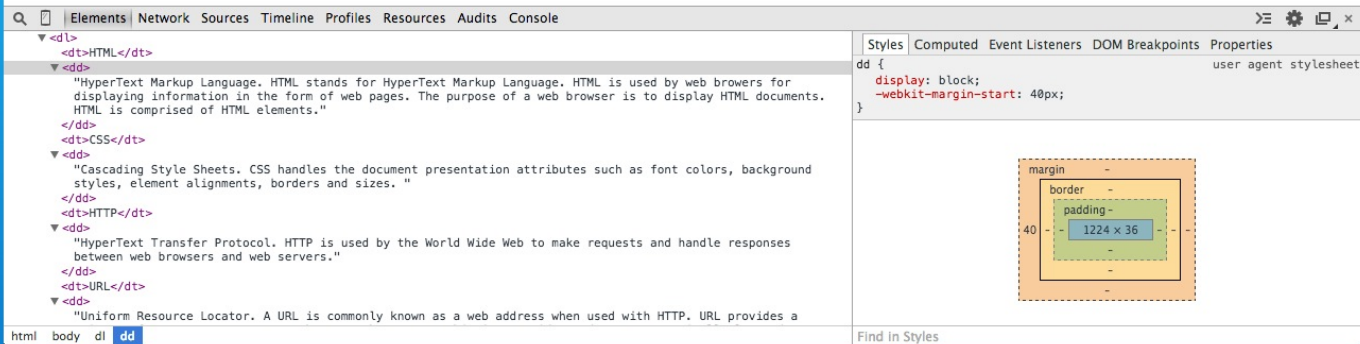 Elements Network Sources Timeline Profiles Resources Audits Console
<dl>
<dt>HTML</dt>
<dd>
"HyperText Markup Language. HTML stands for HyperText Markup Language. HTML is used by web browers for
displaying information in the form of web pages. The purpose of a web browser is to display HTML documents.
HTML is comprised of HTML elements."
</dd>
<dt>CSS</dt>
<dd>
"Cascading Style Sheets. CSS handles the document presentation attributes such as font colors, background
styles, element alignments, borders and sizes. "
</dd>
<dt>HTTP</dt>
<dd>
"HyperText Transfer Protocol. HTTP is used by the World Wide Web to make requests and handle responses
between web browsers and web servers."
</dd>
<dt>URL</dt>
<dd>
"Uniform Resource Locator. A URL is commonly known as a web address when used with HTTP. URL provides a
html body dl dd
Styles Computed Event Listeners DOM Breakpoints Properties
dd { user agent stylesheet
display: block;
-webkit-margin-start: 40px;
}
margin -
border -
padding -
40 - - 1224 × 36 - - -
-
-
-
Find in Styles